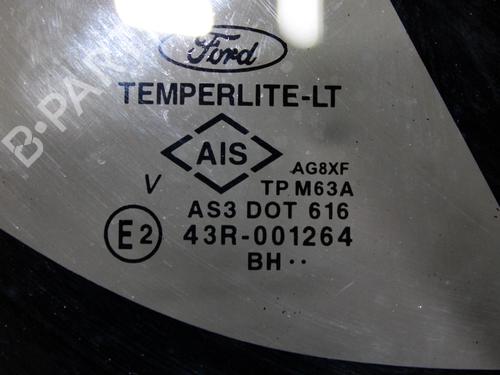 Ford
TEMPERLITE-LT
AIS
AG8XF
V
TP M63A
AS3 DOT 616
E2
43R-001264
BH ··
B-PARTS